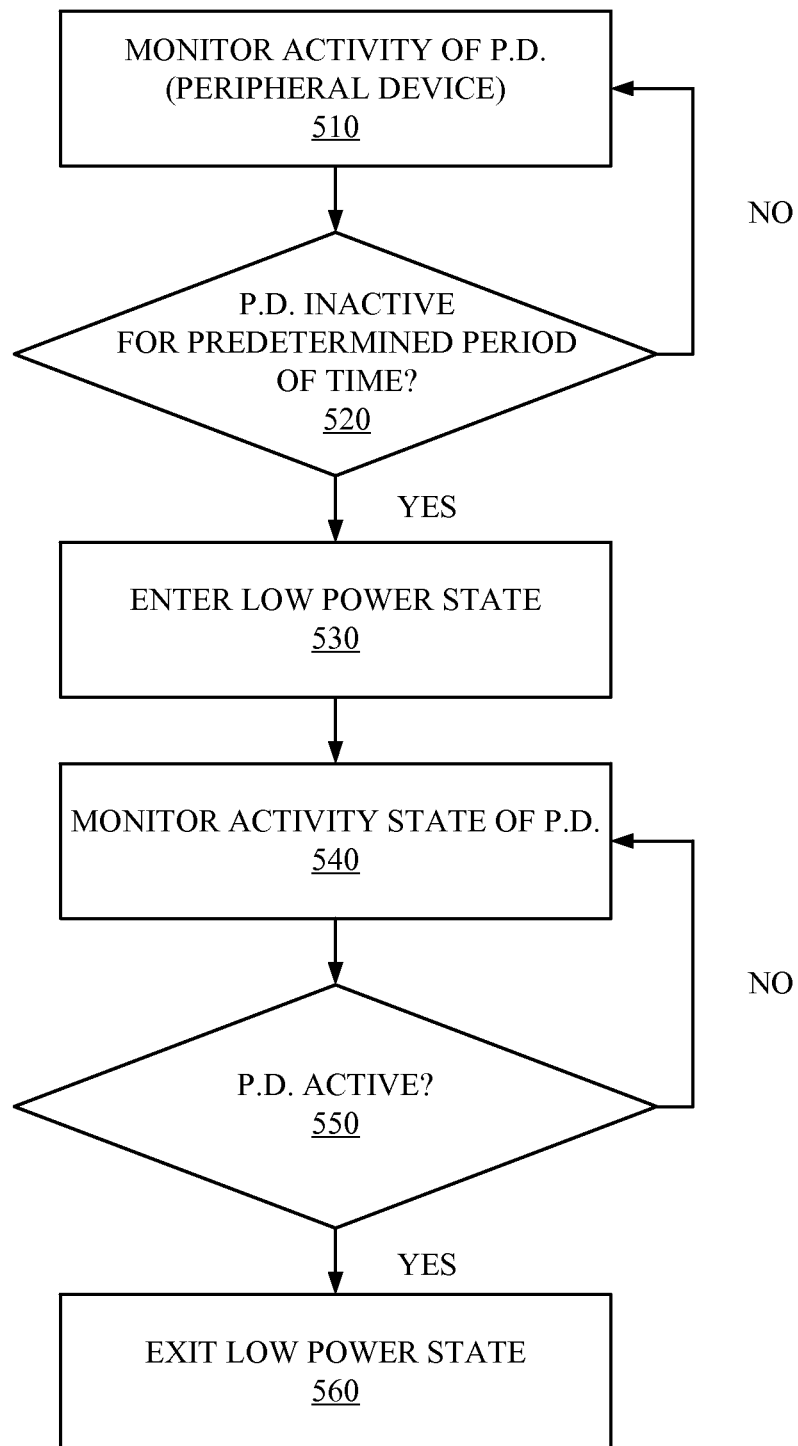 MONITOR ACTIVITY OF P.D.
(PERIPHERAL DEVICE)
510
NO
P.D. INACTIVE
FOR PREDETERMINED PERIOD
OF TIME?
520
YES
ENTER LOW POWER STATE
530
MONITOR ACTIVITY STATE OF P.D.
540
NO
P.D. ACTIVE?
550
YES
EXIT LOW POWER STATE
560